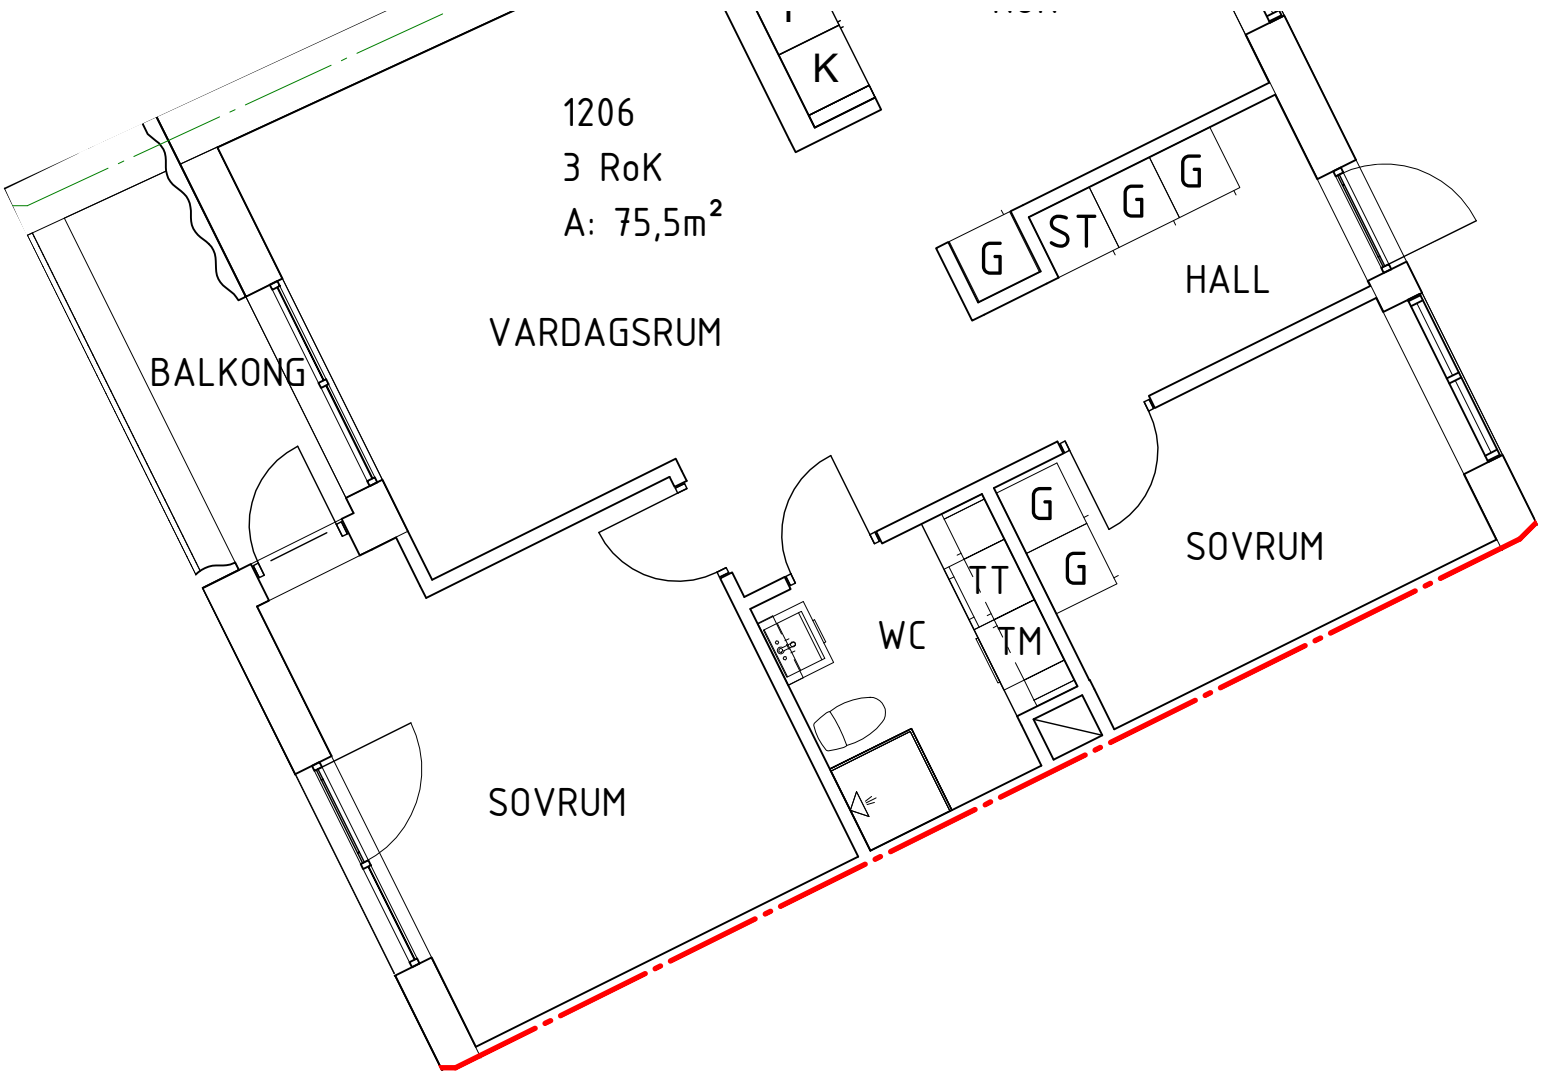 K
1206
3 RoK
A: 75,5m²
G
G
ST
G
HALL
VARDAGSRUM
BALKONG
G
SOVRUM
G
TT
WC
TM
SOVRUM